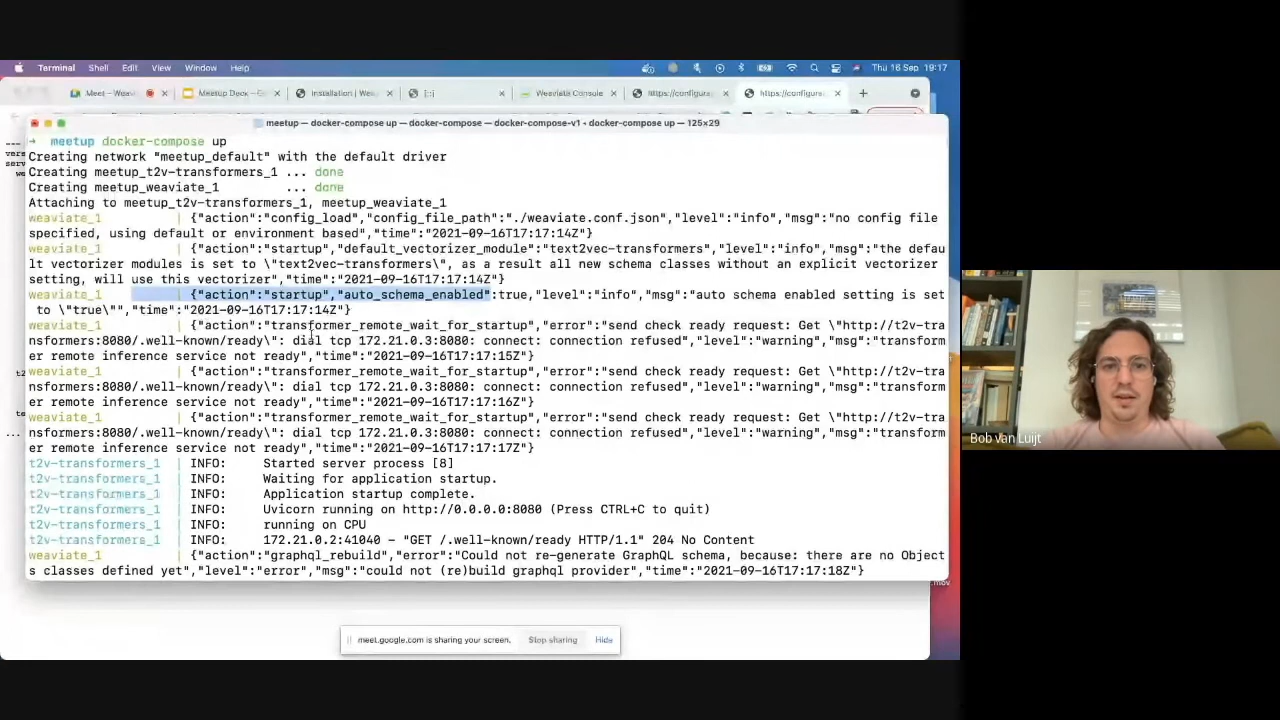 Terminal Shell Edit View Window Help Thu 16 Sep 19:17
Meet – Weavi Meetup Deck – Installation | Wea Weaviate Console https://configura https://configura
meetup — docker-compose up — docker-compose — docker-compose-v1 • docker-compose up — 125×29
→ meetup docker-compose up
Creating network "meetup_default" with the default driver
Creating meetup_t2v-transformers_1 ... done
Creating meetup_weaviate_1 ... done
Attaching to meetup_t2v-transformers_1, meetup_weaviate_1
weaviate_1 | {"action":"config_load","config_file_path":"./weaviate.conf.json","level":"info","msg":"no config file
specified, using default or environment based","time":"2021-09-16T17:17:14Z"}
weaviate_1 | {"action":"startup","default_vectorizer_module":"text2vec-transformers","level":"info","msg":"the defau
lt vectorizer modules is set to \"text2vec-transformers\", as a result all new schema classes without an explicit vectorizer
setting, will use this vectorizer","time":"2021-09-16T17:17:14Z"}
weaviate_1 | {"action":"startup","auto_schema_enabled":true,"level":"info","msg":"auto schema enabled setting is set
to \"true\"","time":"2021-09-16T17:17:14Z"}
weaviate_1 | {"action":"transformer_remote_wait_for_startup","error":"send check ready request: Get \"http://t2v-tra
nsformers:8080/.well-known/ready\": dial tcp 172.21.0.3:8080: connect: connection refused","level":"warning","msg":"transform
er remote inference service not ready","time":"2021-09-16T17:17:15Z"}
weaviate_1 | {"action":"transformer_remote_wait_for_startup","error":"send check ready request: Get \"http://t2v-tra
nsformers:8080/.well-known/ready\": dial tcp 172.21.0.3:8080: connect: connection refused","level":"warning","msg":"transform
er remote inference service not ready","time":"2021-09-16T17:17:16Z"}
weaviate_1 | {"action":"transformer_remote_wait_for_startup","error":"send check ready request: Get \"http://t2v-tra
nsformers:8080/.well-known/ready\": dial tcp 172.21.0.3:8080: connect: connection refused","level":"warning","msg":"transform
er remote inference service not ready","time":"2021-09-16T17:17:17Z"}
t2v-transformers_1 | INFO: Started server process [8]
t2v-transformers_1 | INFO: Waiting for application startup.
t2v-transformers_1 | INFO: Application startup complete.
t2v-transformers_1 | INFO: Uvicorn running on http://0.0.0.0:8080 (Press CTRL+C to quit)
t2v-transformers_1 | INFO: running on CPU
t2v-transformers_1 | INFO: 172.21.0.2:41040 - "GET /.well-known/ready HTTP/1.1" 204 No Content
weaviate_1 | {"action":"graphql_rebuild","error":"Could not re-generate GraphQL schema, because: there are no Object
s classes defined yet","level":"error","msg":"could not (re)build graphql provider","time":"2021-09-16T17:17:18Z"}
Bob van Luijt
meet.google.com is sharing your screen. Stop sharing Hide